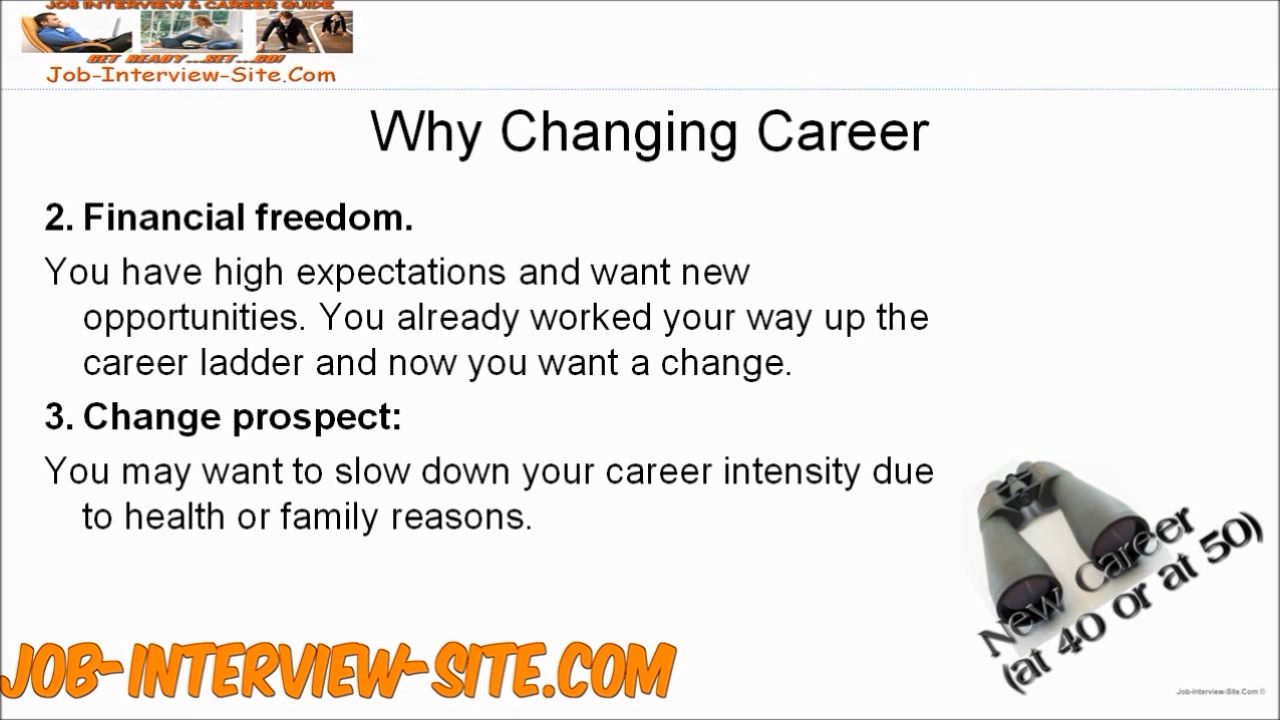 JOB INTERVIEW & CAREER GUIDE
GET READY...SET...GO!
Job-Interview-Site.Com
Why Changing Career
2. Financial freedom.
You have high expectations and want new
opportunities. You already worked your way up the
career ladder and now you want a change.
3. Change prospect:
You may want to slow down your career intensity due
to health or family reasons.
New Career
(at 40 or at 50)
JOB-INTERVIEW-SITE.COM
Job-Interview-Site.Com ©